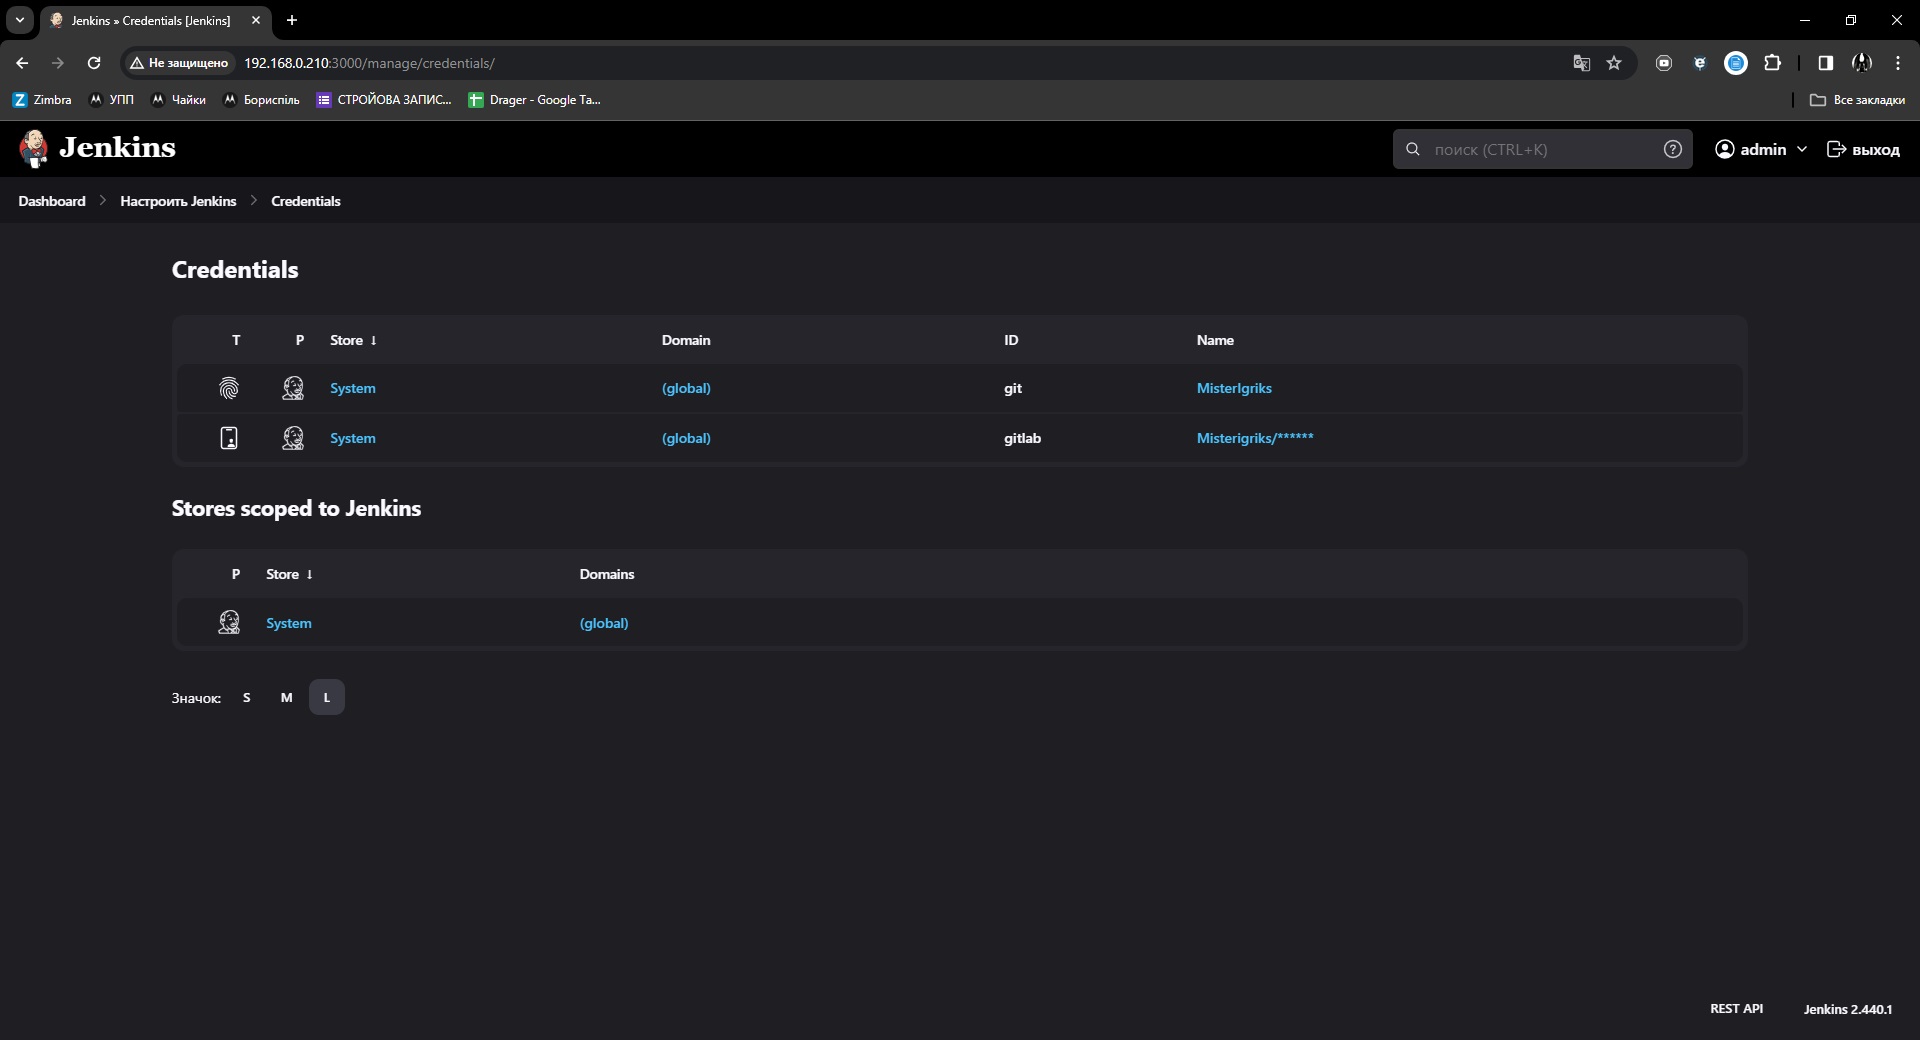 Jenkins » Credentials [Jenkins]
Не защищено 192.168.0.210:3000/manage/credentials/
Zimbra УПП Чайки Бориспіль СТРОЙОВА ЗАПИС... Drager - Google Ta... Все закладки
Jenkins поиск (CTRL+K) admin выход
Dashboard Настроить Jenkins Credentials
Credentials
T P Store ↓ Domain ID Name
System (global) git MisterIgriks
System (global) gitlab Misterigriks/******
Stores scoped to Jenkins
P Store ↓ Domains
System (global)
Значок: S M L
REST API Jenkins 2.440.1